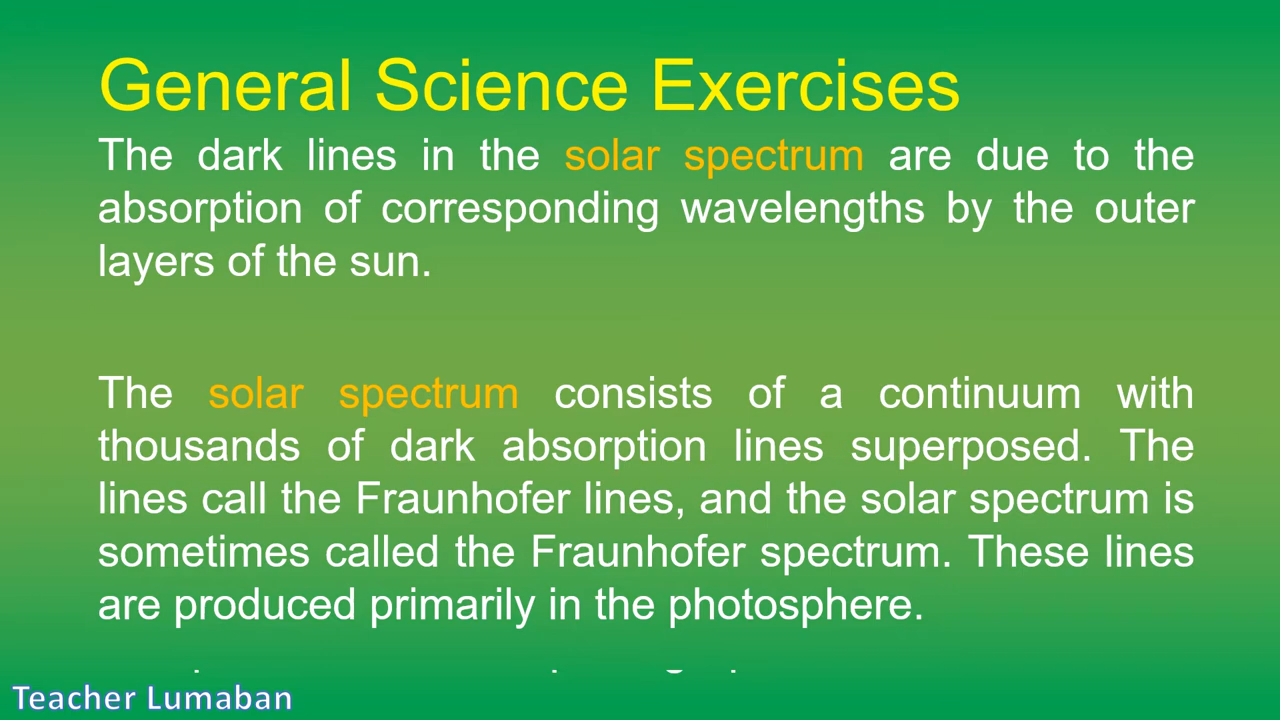 General Science Exercises
The dark lines in the solar spectrum are due to the
absorption of corresponding wavelengths by the outer
layers of the sun.
The solar spectrum consists of a continuum with
thousands of dark absorption lines superposed. The
lines call the Fraunhofer lines, and the solar spectrum is
sometimes called the Fraunhofer spectrum. These lines
are produced primarily in the photosphere.
Teacher Lumaban